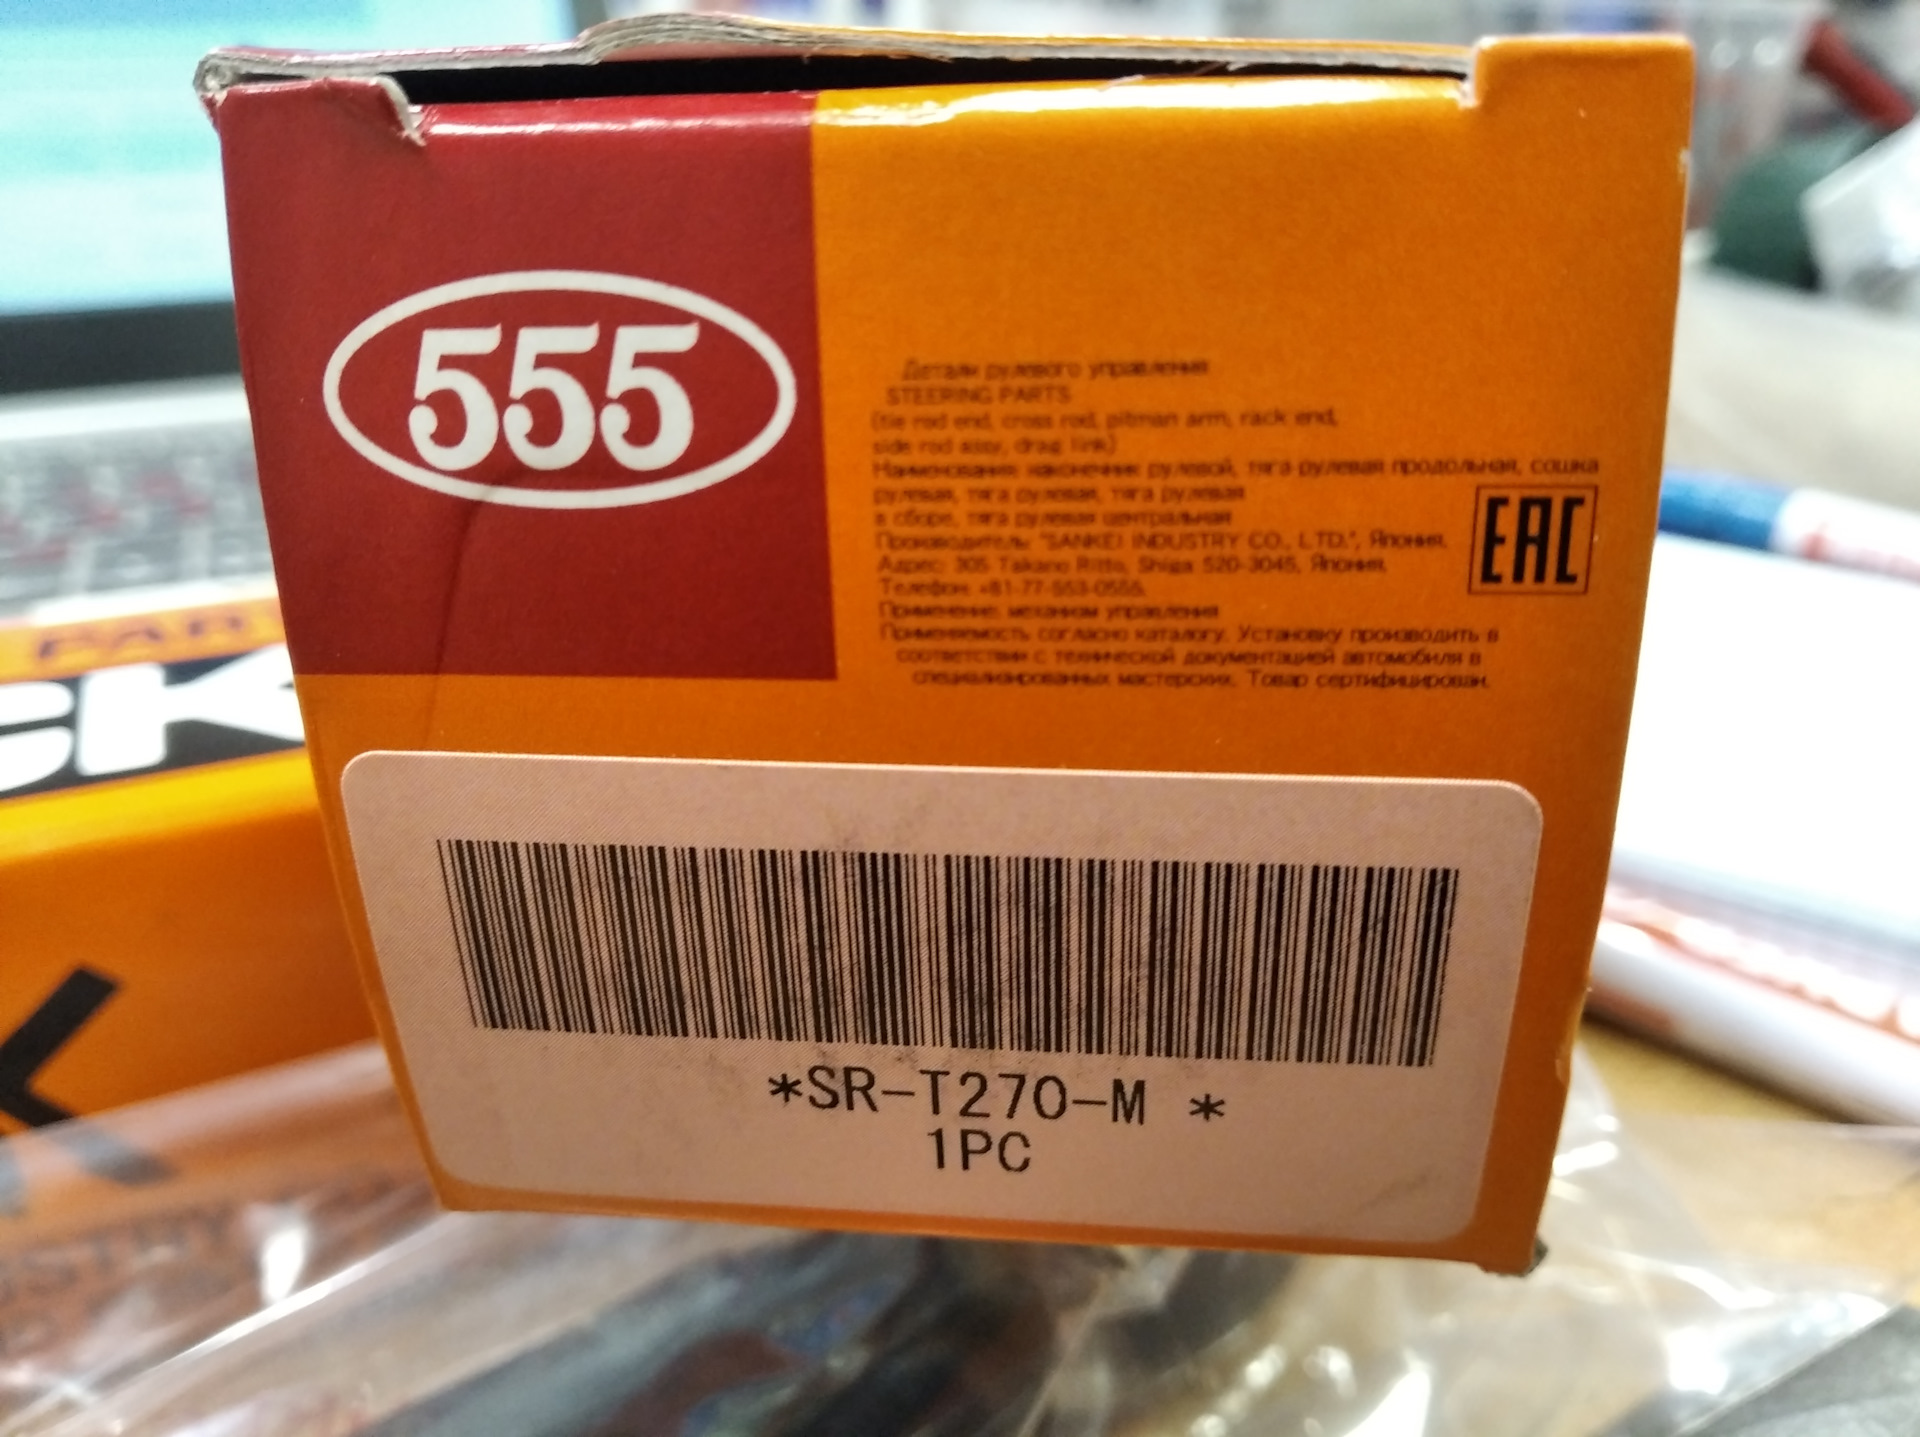 555
Детали рулевого управления
STEERING PARTS
(tie rod end, cross rod, pitman arm, rack end,
side rod assy, drag link)
Наименования: наконечник рулевой, тяга рулевая продольная, сошка
рулевая, тяга рулевая, тяга рулевая
в сборе, тяга рулевая центральная
Производитель: "SANKEI INDUSTRY CO., LTD.", Япония.
Адрес: 305 Takano Ritto, Shiga 520-3045, Япония.
Телефон: +81-77-553-0555.
Применение: механизм управления
Применяемость согласно каталогу. Установку производить в
соответствии с технической документацией автомобиля в
специализированных мастерских. Товар сертифицирован.
EAC
*SR-T270-M *
1PC